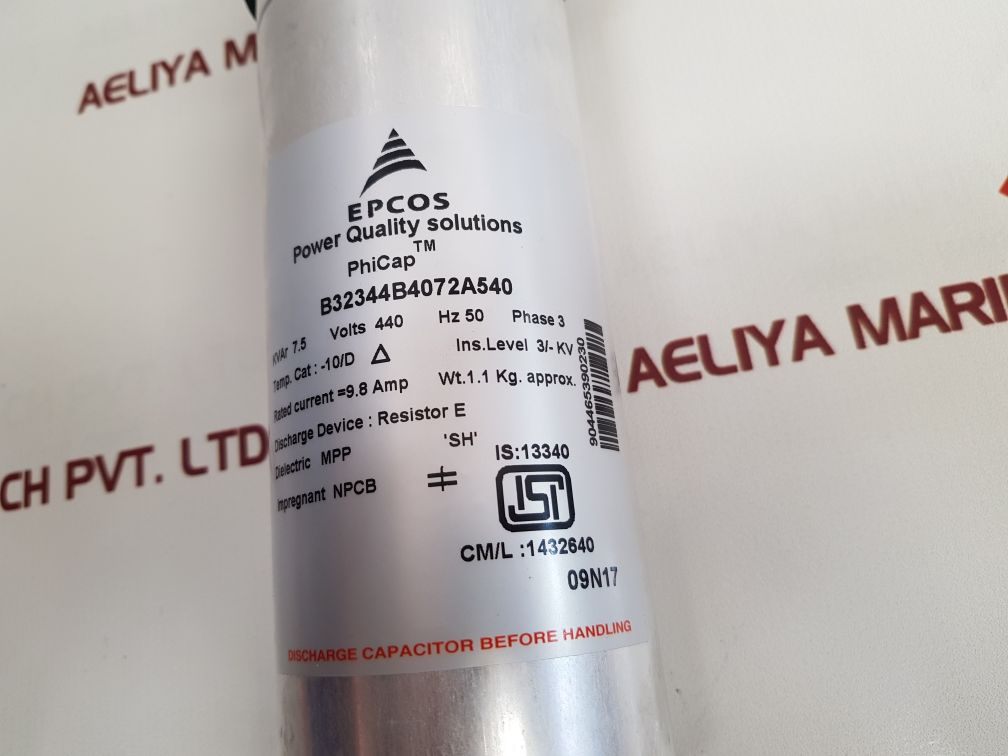 AELIYA M
EPCOS
Power Quality solutions
PhiCap™
B32344B4072A540
KVAr 7.5 Volts 440 Hz 50 Phase 3
Temp. Cat : -10/D Δ Ins.Level 3/- KV
Rated current =9.8 Amp Wt.1.1 Kg. approx.
Discharge Device : Resistor E
Dielectric MPP 'SH'
Impregnant NPCB
IS:13340
ISI
CM/L :1432640
09N17
DISCHARGE CAPACITOR BEFORE HANDLING
904465390230
AELIYA MARI
CH PVT. LTD